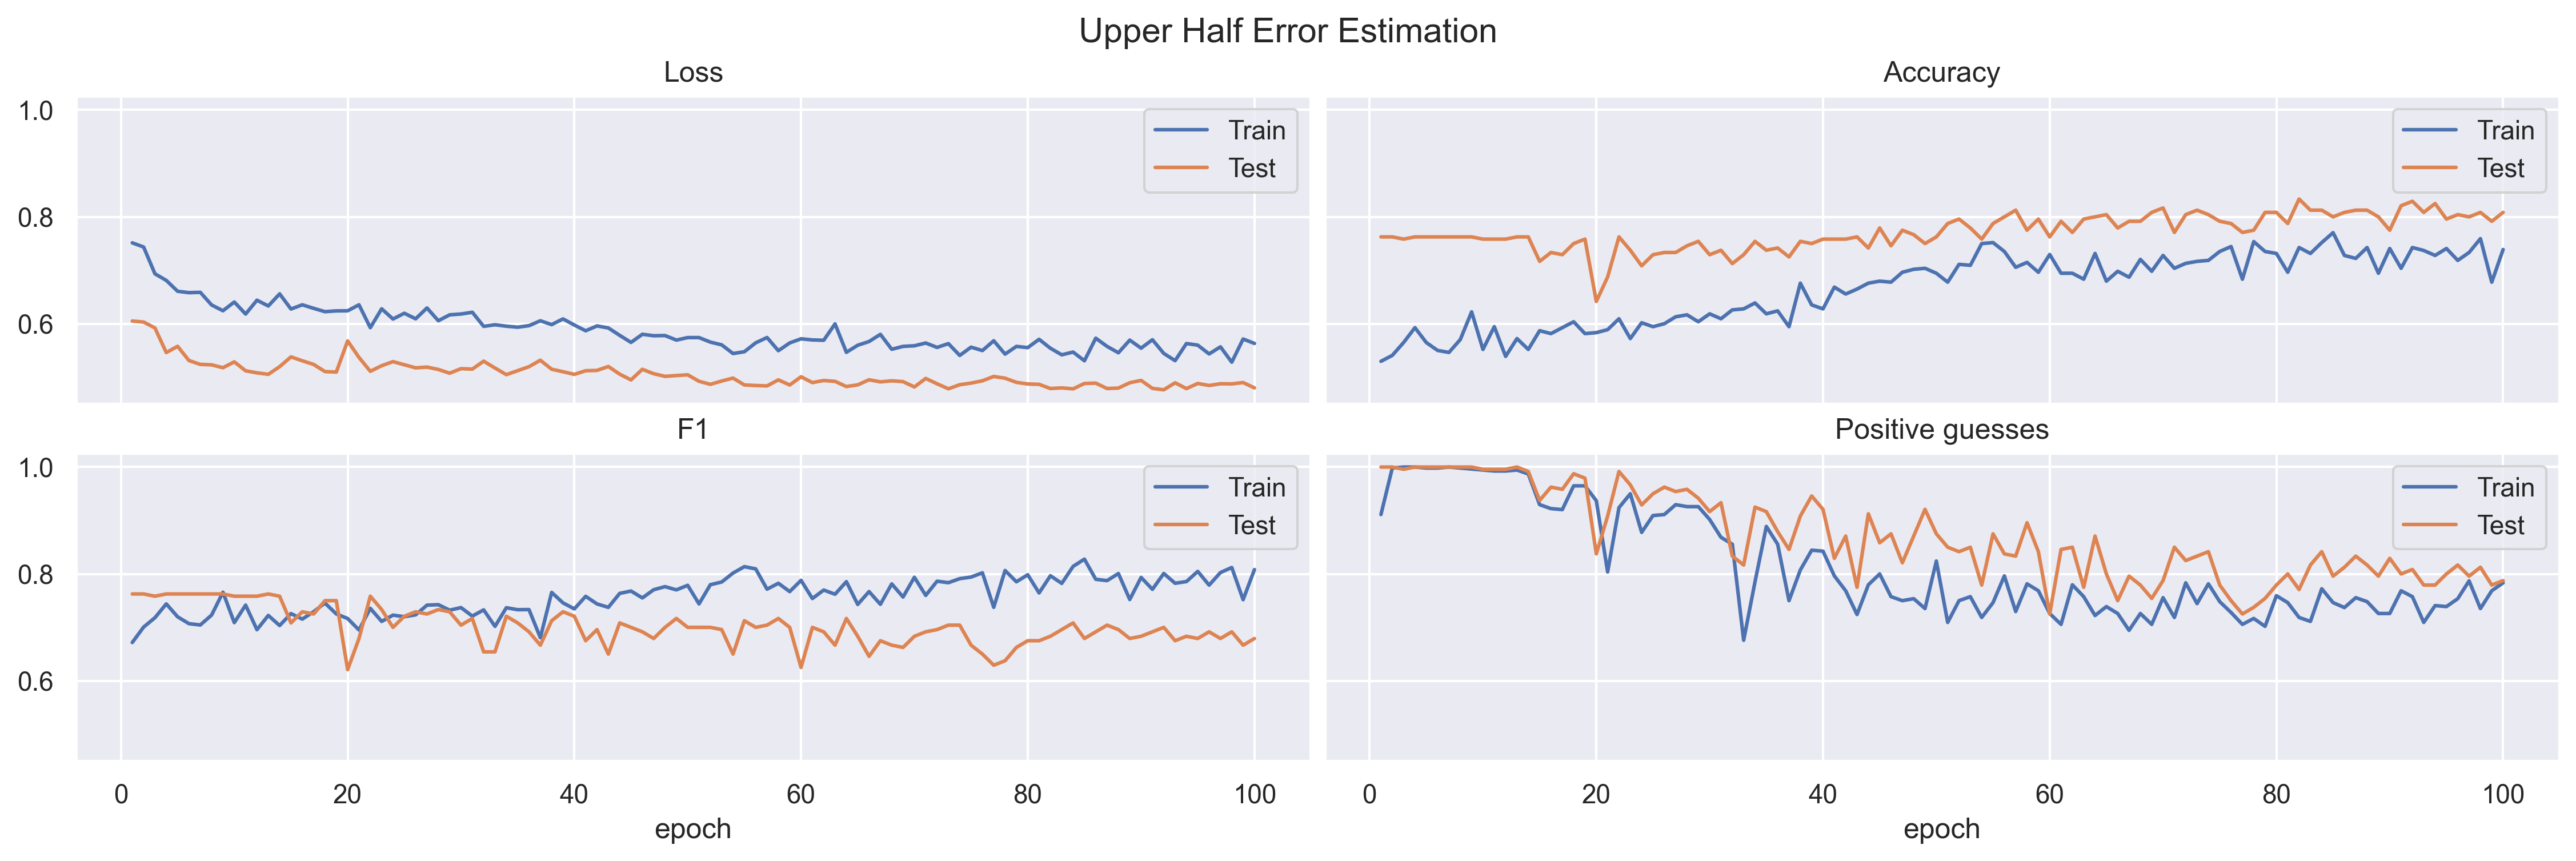 Upper Half Error Estimation
Loss
1.0
0.8
0.6
Train
Test
Accuracy
Train
Test
F1
1.0
0.8
0.6
Train
Test
0 20 40 60 80 100
epoch
Positive guesses
Train
Test
0 20 40 60 80 100
epoch